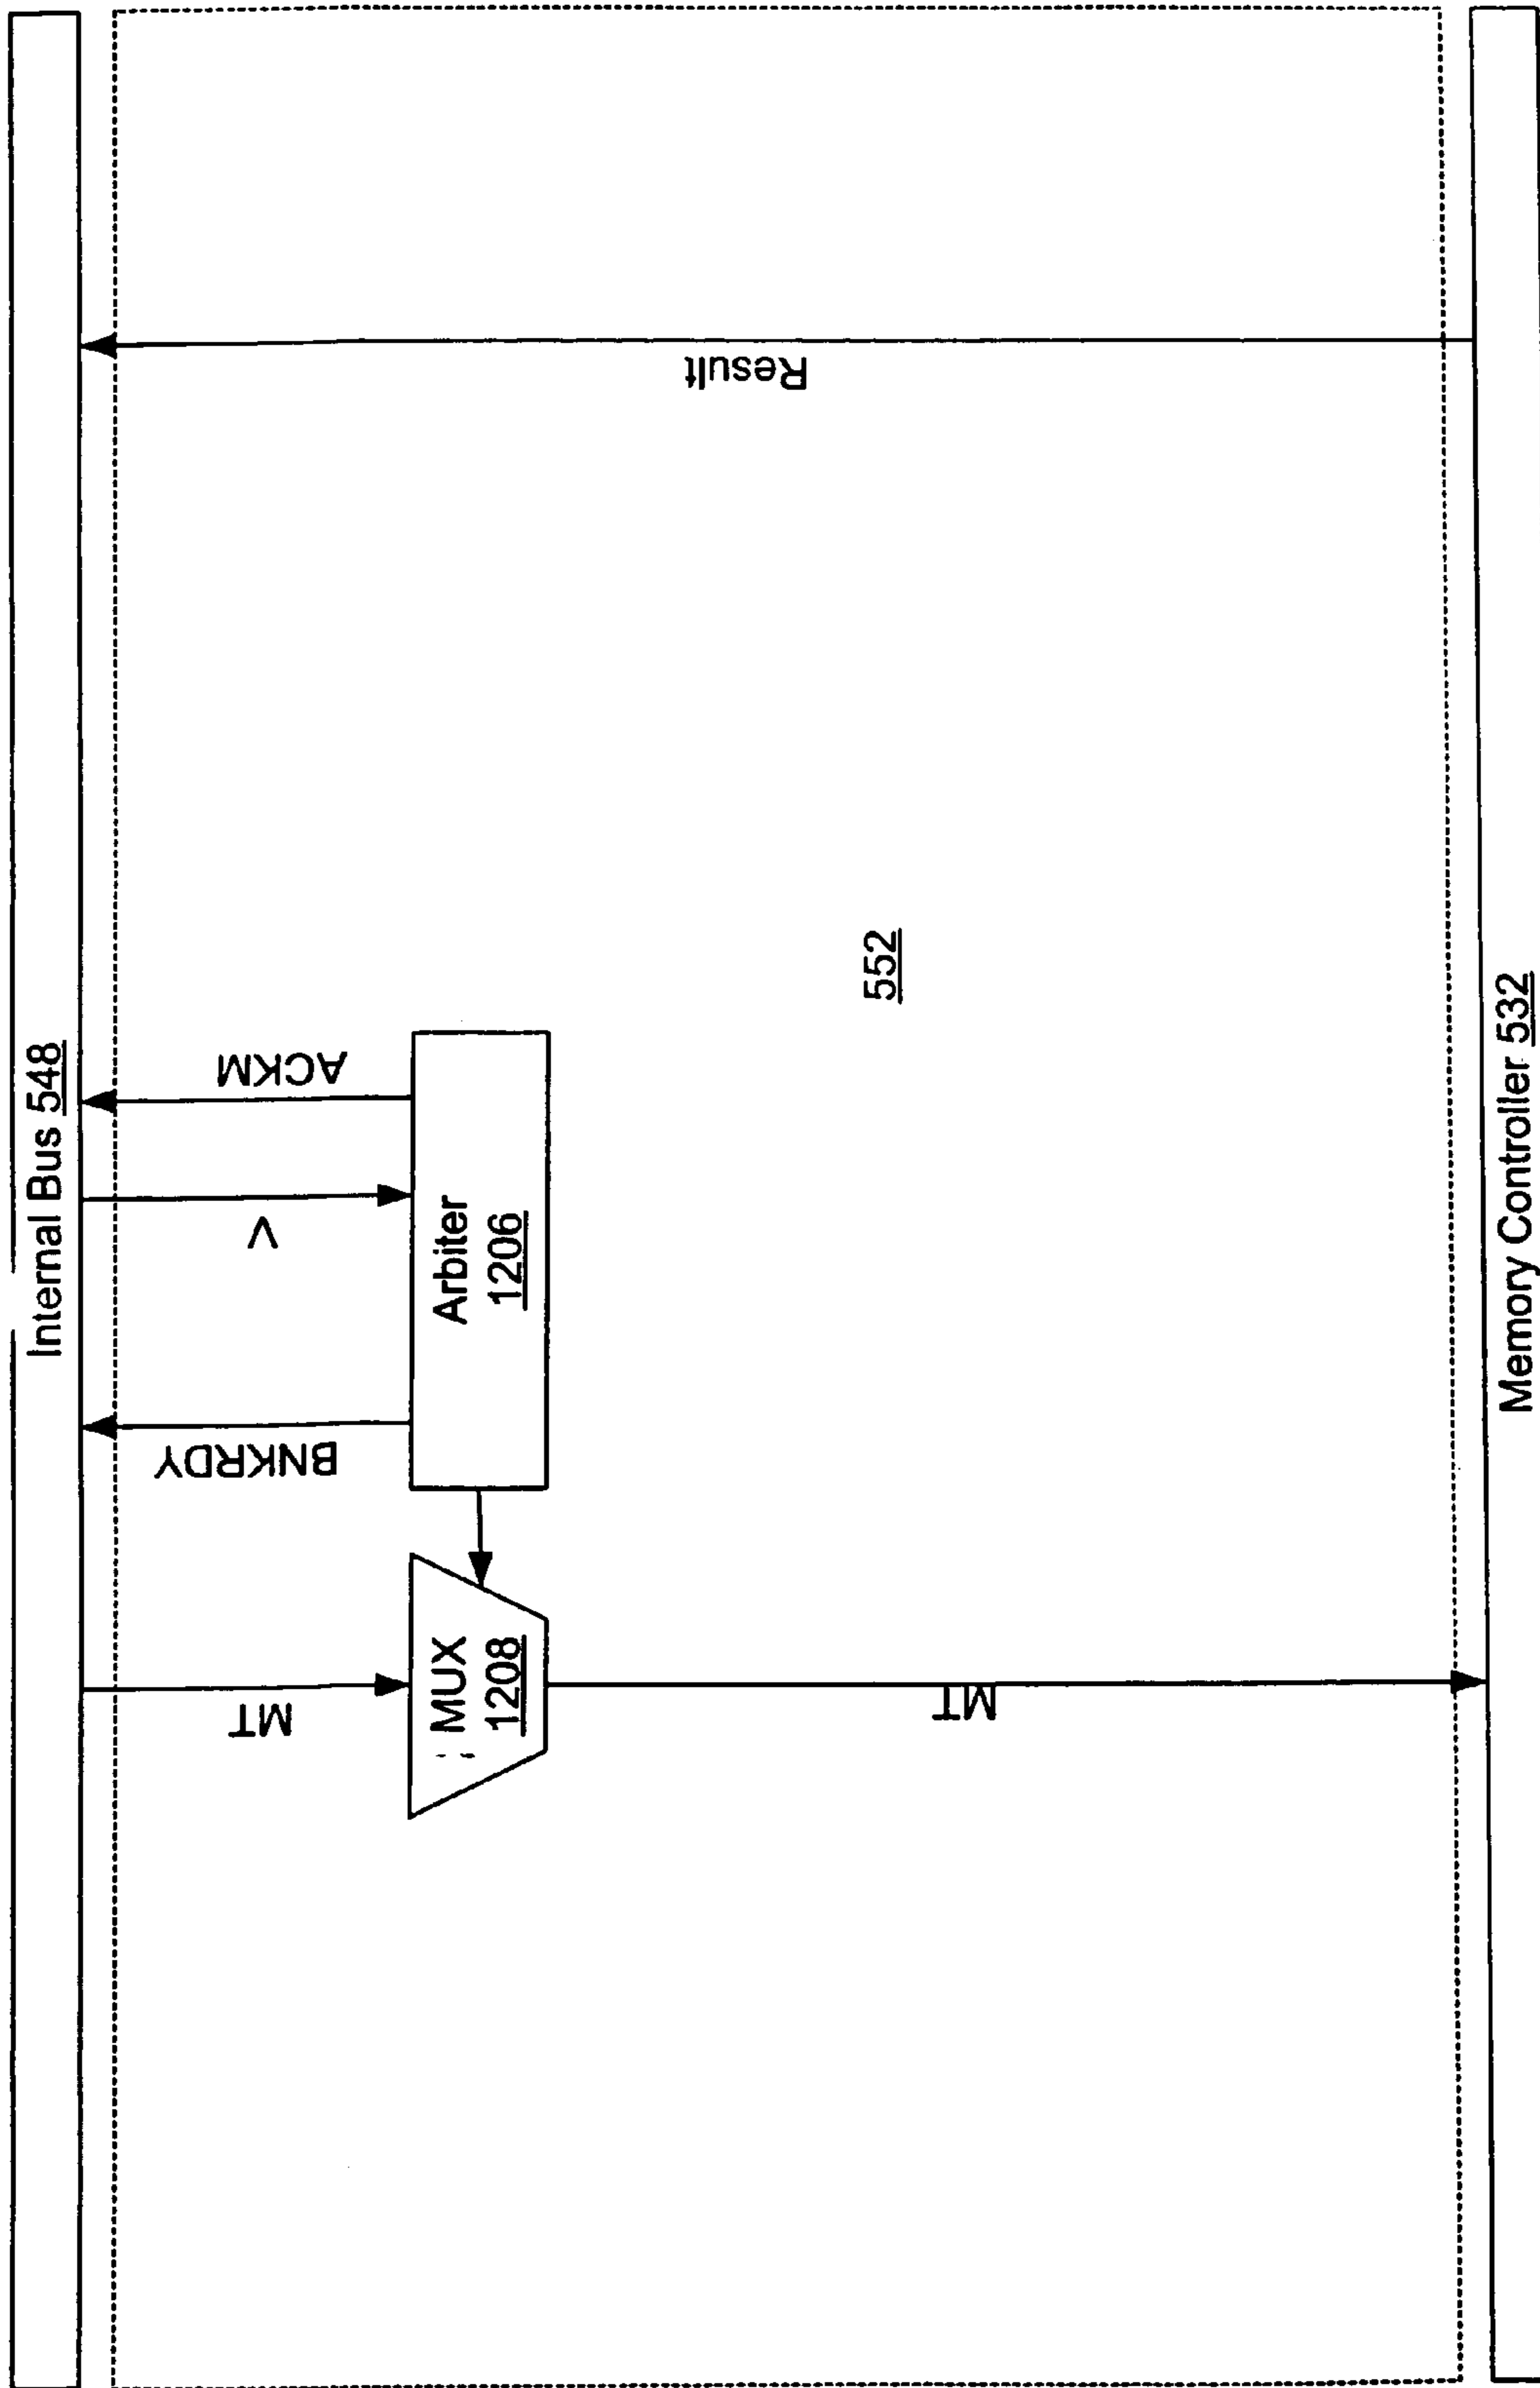 Internal Bus 548
MT
BNKRDY
V
ACKM
MUX
1208
Arbiter
1206
MT
552
Result
Memory Controller 532